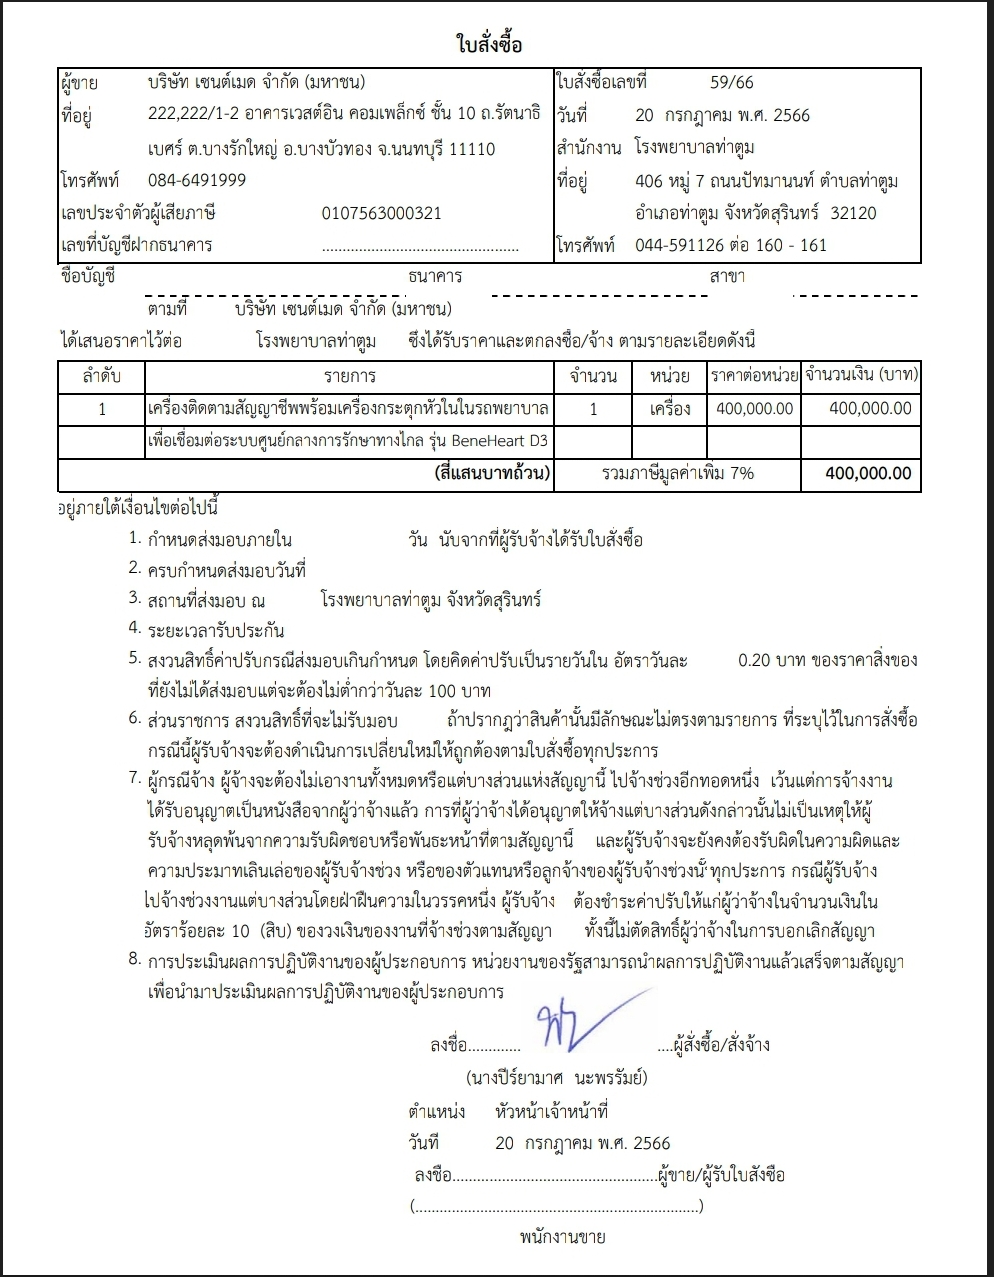 ใบสั่งซื้อ
ผู้ขาย บริษัท เซนต์เมด จำกัด (มหาชน) ใบสั่งซื้อเลขที่ 59/66
ที่อยู่ 222,222/1-2 อาคารเวสต์อิน คอมเพล็กซ์ ชั้น 10 ถ.รัตนาธิ วันที่ 20 กรกฎาคม พ.ศ. 2566
เบศร์ ต.บางรักใหญ่ อ.บางบัวทอง จ.นนทบุรี 11110 สำนักงาน โรงพยาบาลท่าตูม
โทรศัพท์ 084-6491999 ที่อยู่ 406 หมู่ 7 ถนนปัทมานนท์ ตำบลท่าตูม
เลขประจำตัวผู้เสียภาษี 0107563000321 อำเภอท่าตูม จังหวัดสุรินทร์ 32120
เลขที่บัญชีฝากธนาคาร ................................................ โทรศัพท์ 044-591126 ต่อ 160 - 161
ชื่อบัญชี ธนาคาร สาขา
ตามที่ บริษัท เซนต์เมด จำกัด (มหาชน)
ได้เสนอราคาไว้ต่อ โรงพยาบาลท่าตูม ซึ่งได้รับราคาและตกลงซื้อ/จ้าง ตามรายละเอียดดังนี้
ลำดับ รายการ จำนวน หน่วย ราคาต่อหน่วย จำนวนเงิน (บาท)
1 เครื่องติดตามสัญญาชีพพร้อมเครื่องกระตุกหัวในในรถพยาบาล 1 เครื่อง 400,000.00 400,000.00
เพื่อเชื่อมต่อระบบศูนย์กลางการรักษาทางไกล รุ่น BeneHeart D3
(สี่แสนบาทถ้วน) รวมภาษีมูลค่าเพิ่ม 7% 400,000.00
อยู่ภายใต้เงื่อนไขต่อไปนี้
1. กำหนดส่งมอบภายใน วัน นับจากที่ผู้รับจ้างได้รับใบสั่งซื้อ
2. ครบกำหนดส่งมอบวันที่
3. สถานที่ส่งมอบ ณ โรงพยาบาลท่าตูม จังหวัดสุรินทร์
4. ระยะเวลารับประกัน
5. สงวนสิทธิ์ค่าปรับกรณีส่งมอบเกินกำหนด โดยคิดค่าปรับเป็นรายวันใน อัตราวันละ 0.20 บาท ของราคาสิ่งของ
ที่ยังไม่ได้ส่งมอบแต่จะต้องไม่ต่ำกว่าวันละ 100 บาท
6. ส่วนราชการ สงวนสิทธิ์ที่จะไม่รับมอบ ถ้าปรากฏว่าสินค้านั้นมีลักษณะไม่ตรงตามรายการ ที่ระบุไว้ในการสั่งซื้อ
กรณีนี้ผู้รับจ้างจะต้องดำเนินการเปลี่ยนใหม่ให้ถูกต้องตามใบสั่งซื้อทุกประการ
7. ผู้กรณีจ้าง ผู้จ้างจะต้องไม่เอางานทั้งหมดหรือแต่บางส่วนแห่งสัญญานี้ ไปจ้างช่วงอีกทอดหนึ่ง เว้นแต่การจ้างงาน
ได้รับอนุญาตเป็นหนังสือจากผู้ว่าจ้างแล้ว การที่ผู้ว่าจ้างได้อนุญาตให้จ้างแต่บางส่วนดังกล่าวนั้นไม่เป็นเหตุให้ผู้
รับจ้างหลุดพ้นจากความรับผิดชอบหรือพันธะหน้าที่ตามสัญญานี้ และผู้รับจ้างจะยังคงต้องรับผิดในความผิดและ
ความประมาทเลินเล่อของผู้รับจ้างช่วง หรือของตัวแทนหรือลูกจ้างของผู้รับจ้างช่วงนั้ ทุกประการ กรณีผู้รับจ้าง
ไปจ้างช่วงงานแต่บางส่วนโดยฝ่าฝืนความในวรรคหนึ่ง ผู้รับจ้าง ต้องชำระค่าปรับให้แก่ผู้ว่าจ้างในจำนวนเงินใน
อัตราร้อยละ 10 (สิบ) ของวงเงินของงานที่จ้างช่วงตามสัญญา ทั้งนี้ไม่ตัดสิทธิ์ผู้ว่าจ้างในการบอกเลิกสัญญา
8. การประเมินผลการปฏิบัติงานของผู้ประกอบการ หน่วยงานของรัฐสามารถนำผลการปฏิบัติงานแล้วเสร็จตามสัญญา
เพื่อนำมาประเมินผลการปฏิบัติงานของผู้ประกอบการ
ลงชื่อ............. ....ผู้สั่งซื้อ/สั่งจ้าง
(นางปีร์ยามาศ นะพรรัมย์)
ตำแหน่ง หัวหน้าเจ้าหน้าที่
วันที่ 20 กรกฎาคม พ.ศ. 2566
ลงชื่อ..................................................ผู้ขาย/ผู้รับใบสั่งซื้อ
(.....................................................................)
พนักงานขาย